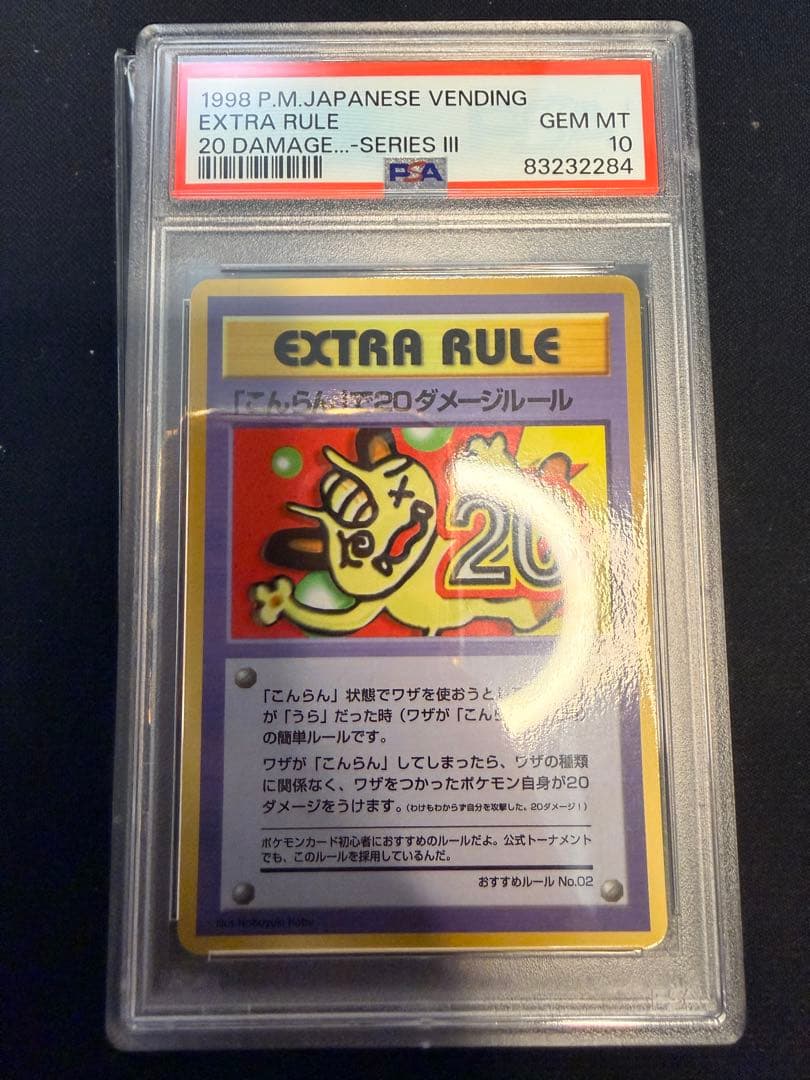 1998 P.M.JAPANESE VENDING
EXTRA RULE GEM MT
20 DAMAGE...-SERIES III 10
PSA 83232284
EXTRA RULE
「こんらん」で20ダメージルール
20
「こんらん」状態でワザを使おうと
が「うら」だった時（ワザが「こんら
の簡単ルールです。
ワザが「こんらん」してしまったら、ワザの種類
に関係なく、ワザをつかったポケモン自身が20
ダメージをうけます。（わけもわからず自分を攻撃した、20ダメージ！）
ポケモンカード初心者におすすめのルールだよ。公式トーナメント
でも、このルールを採用しているんだ。
おすすめルール No.02